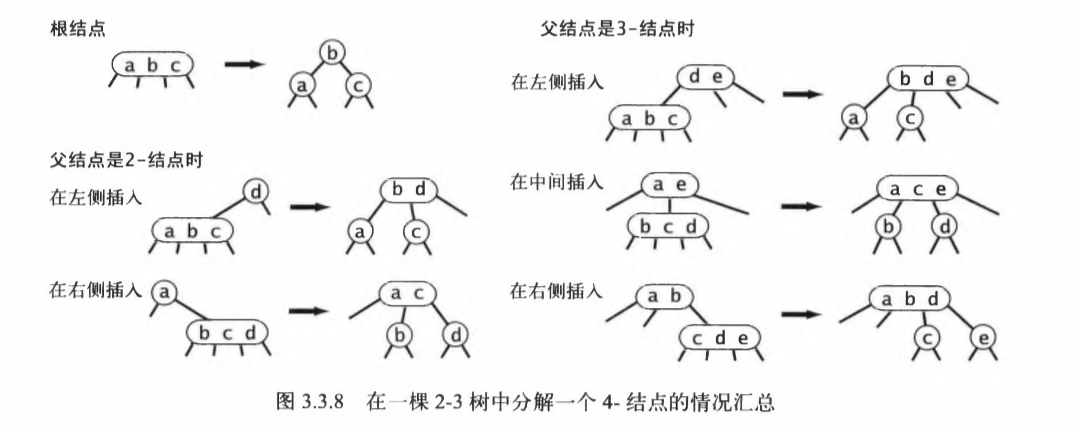 根结点
a b c
b
a
c
父结点是2-结点时
在左侧插入
d
a b c
b d
a
c
在右侧插入
a
b c d
a c
b
d
父结点是3-结点时
在左侧插入
d e
a b c
b d e
a
c
在中间插入
a e
b c d
a c e
b
d
在右侧插入
a b
c d e
a b d
c
e
图 3.3.8 在一棵 2-3 树中分解一个 4- 结点的情况汇总